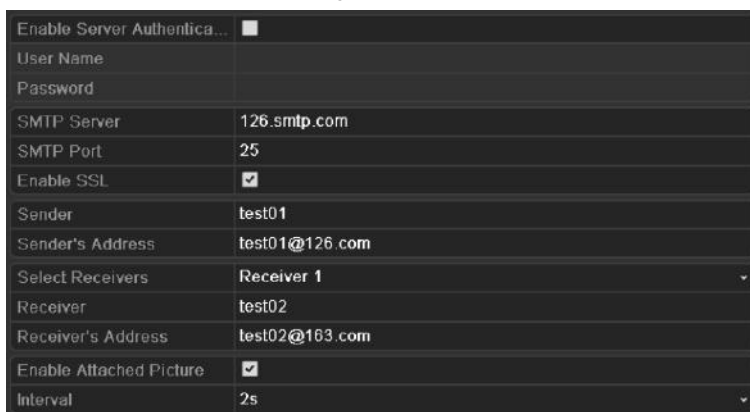 Enable Server Authentica...
User Name
Password
SMTP Server 126.smtp.com
SMTP Port 25
Enable SSL
Sender test01
Sender's Address test01@126.com
Select Receivers Receiver 1
Receiver test02
Receiver's Address test02@163.com
Enable Attached Picture
Interval 2s